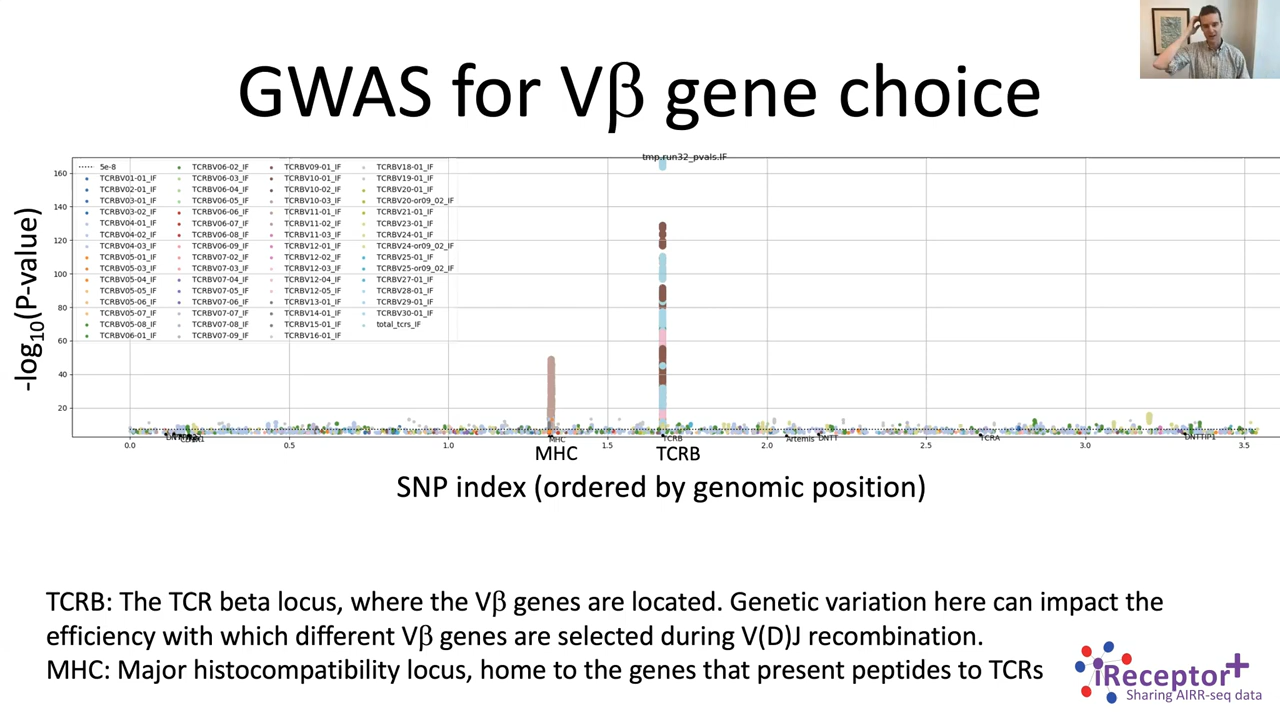 GWAS for Vβ gene choice
tmp.run32_pvals.IF
5e-8
TCRBV01-01_IF
TCRBV02-01_IF
TCRBV03-01_IF
TCRBV03-02_IF
TCRBV04-01_IF
TCRBV04-02_IF
TCRBV04-03_IF
TCRBV05-01_IF
TCRBV05-03_IF
TCRBV05-04_IF
TCRBV05-05_IF
TCRBV05-06_IF
TCRBV05-07_IF
TCRBV05-08_IF
TCRBV06-01_IF
TCRBV06-02_IF
TCRBV06-03_IF
TCRBV06-04_IF
TCRBV06-05_IF
TCRBV06-06_IF
TCRBV06-07_IF
TCRBV06-08_IF
TCRBV06-09_IF
TCRBV07-02_IF
TCRBV07-03_IF
TCRBV07-04_IF
TCRBV07-05_IF
TCRBV07-06_IF
TCRBV07-07_IF
TCRBV07-08_IF
TCRBV07-09_IF
TCRBV09-01_IF
TCRBV10-01_IF
TCRBV10-02_IF
TCRBV10-03_IF
TCRBV11-01_IF
TCRBV11-02_IF
TCRBV11-03_IF
TCRBV12-01_IF
TCRBV12-02_IF
TCRBV12-03_IF
TCRBV12-04_IF
TCRBV12-05_IF
TCRBV13-01_IF
TCRBV14-01_IF
TCRBV15-01_IF
TCRBV16-01_IF
TCRBV18-01_IF
TCRBV19-01_IF
TCRBV20-01_IF
TCRBV20-or09_02_IF
TCRBV21-01_IF
TCRBV23-01_IF
TCRBV24-01_IF
TCRBV24-or09_02_IF
TCRBV25-01_IF
TCRBV25-or09_02_IF
TCRBV27-01_IF
TCRBV28-01_IF
TCRBV29-01_IF
TCRBV30-01_IF
total_tcrs_IF
-log10(P-value)
160
140
120
100
80
60
40
20
MHC
TCRB
Artemis
DNTT
TCRA
DNTTIP1
0.0 0.5 1.0 1.5 2.0 2.5 3.0 3.5
MHC TCRB
SNP index (ordered by genomic position)
TCRB: The TCR beta locus, where the Vβ genes are located. Genetic variation here can impact the
efficiency with which different Vβ genes are selected during V(D)J recombination.
MHC: Major histocompatibility locus, home to the genes that present peptides to TCRs
iReceptor+
Sharing AIRR-seq data